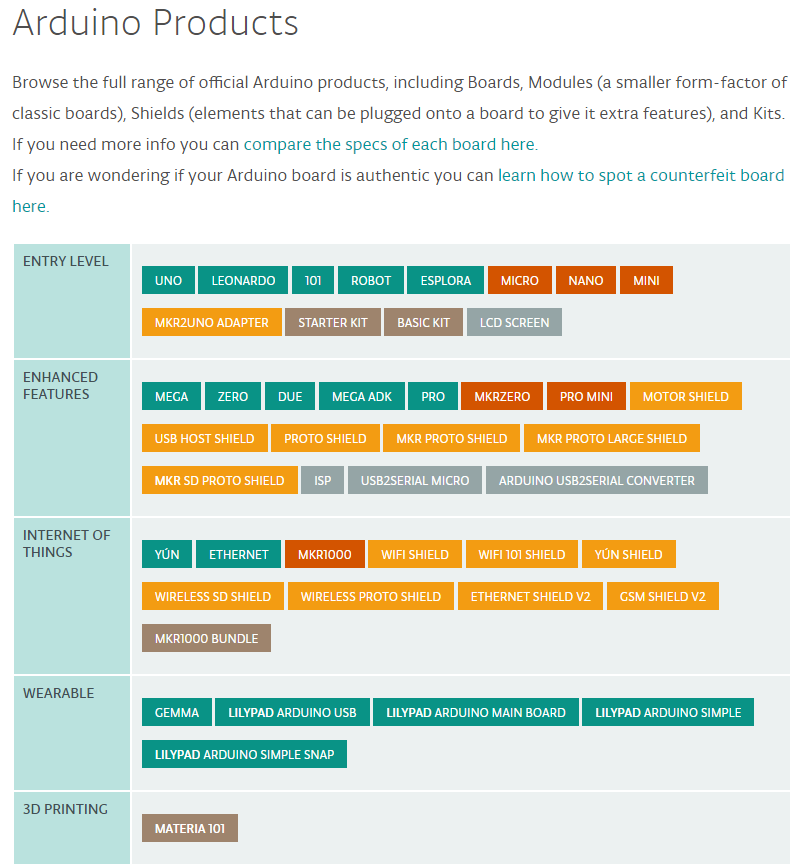 Arduino Products
Browse the full range of official Arduino products, including Boards, Modules (a smaller form-factor of
classic boards), Shields (elements that can be plugged onto a board to give it extra features), and Kits.
If you need more info you can compare the specs of each board here.
If you are wondering if your Arduino board is authentic you can learn how to spot a counterfeit board
here.
ENTRY LEVEL
UNO LEONARDO 101 ROBOT ESPLORA MICRO NANO MINI
MKR2UNO ADAPTER STARTER KIT BASIC KIT LCD SCREEN
ENHANCED
FEATURES
MEGA ZERO DUE MEGA ADK PRO MKRZERO PRO MINI MOTOR SHIELD
USB HOST SHIELD PROTO SHIELD MKR PROTO SHIELD MKR PROTO LARGE SHIELD
MKR SD PROTO SHIELD ISP USB2SERIAL MICRO ARDUINO USB2SERIAL CONVERTER
INTERNET OF
THINGS
YÚN ETHERNET MKR1000 WIFI SHIELD WIFI 101 SHIELD YÚN SHIELD
WIRELESS SD SHIELD WIRELESS PROTO SHIELD ETHERNET SHIELD V2 GSM SHIELD V2
MKR1000 BUNDLE
WEARABLE
GEMMA LILYPAD ARDUINO USB LILYPAD ARDUINO MAIN BOARD LILYPAD ARDUINO SIMPLE
LILYPAD ARDUINO SIMPLE SNAP
3D PRINTING
MATERIA 101